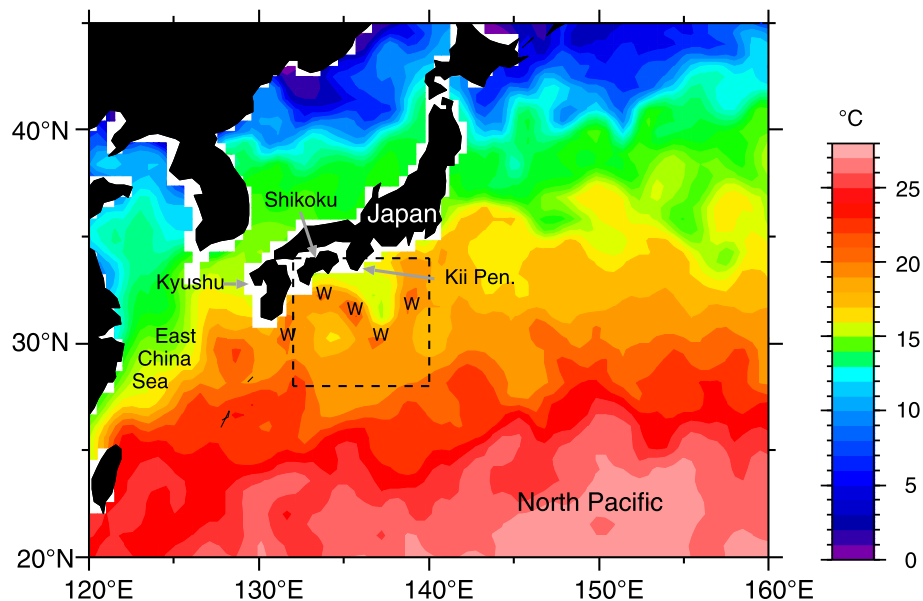 °C
40°N
30°N
20°N
120°E
130°E
140°E
150°E
160°E
25
20
15
10
5
0
Shikoku
Japan
Kyushu
Kii Pen.
W
W
W
W
W
East
China
Sea
North Pacific